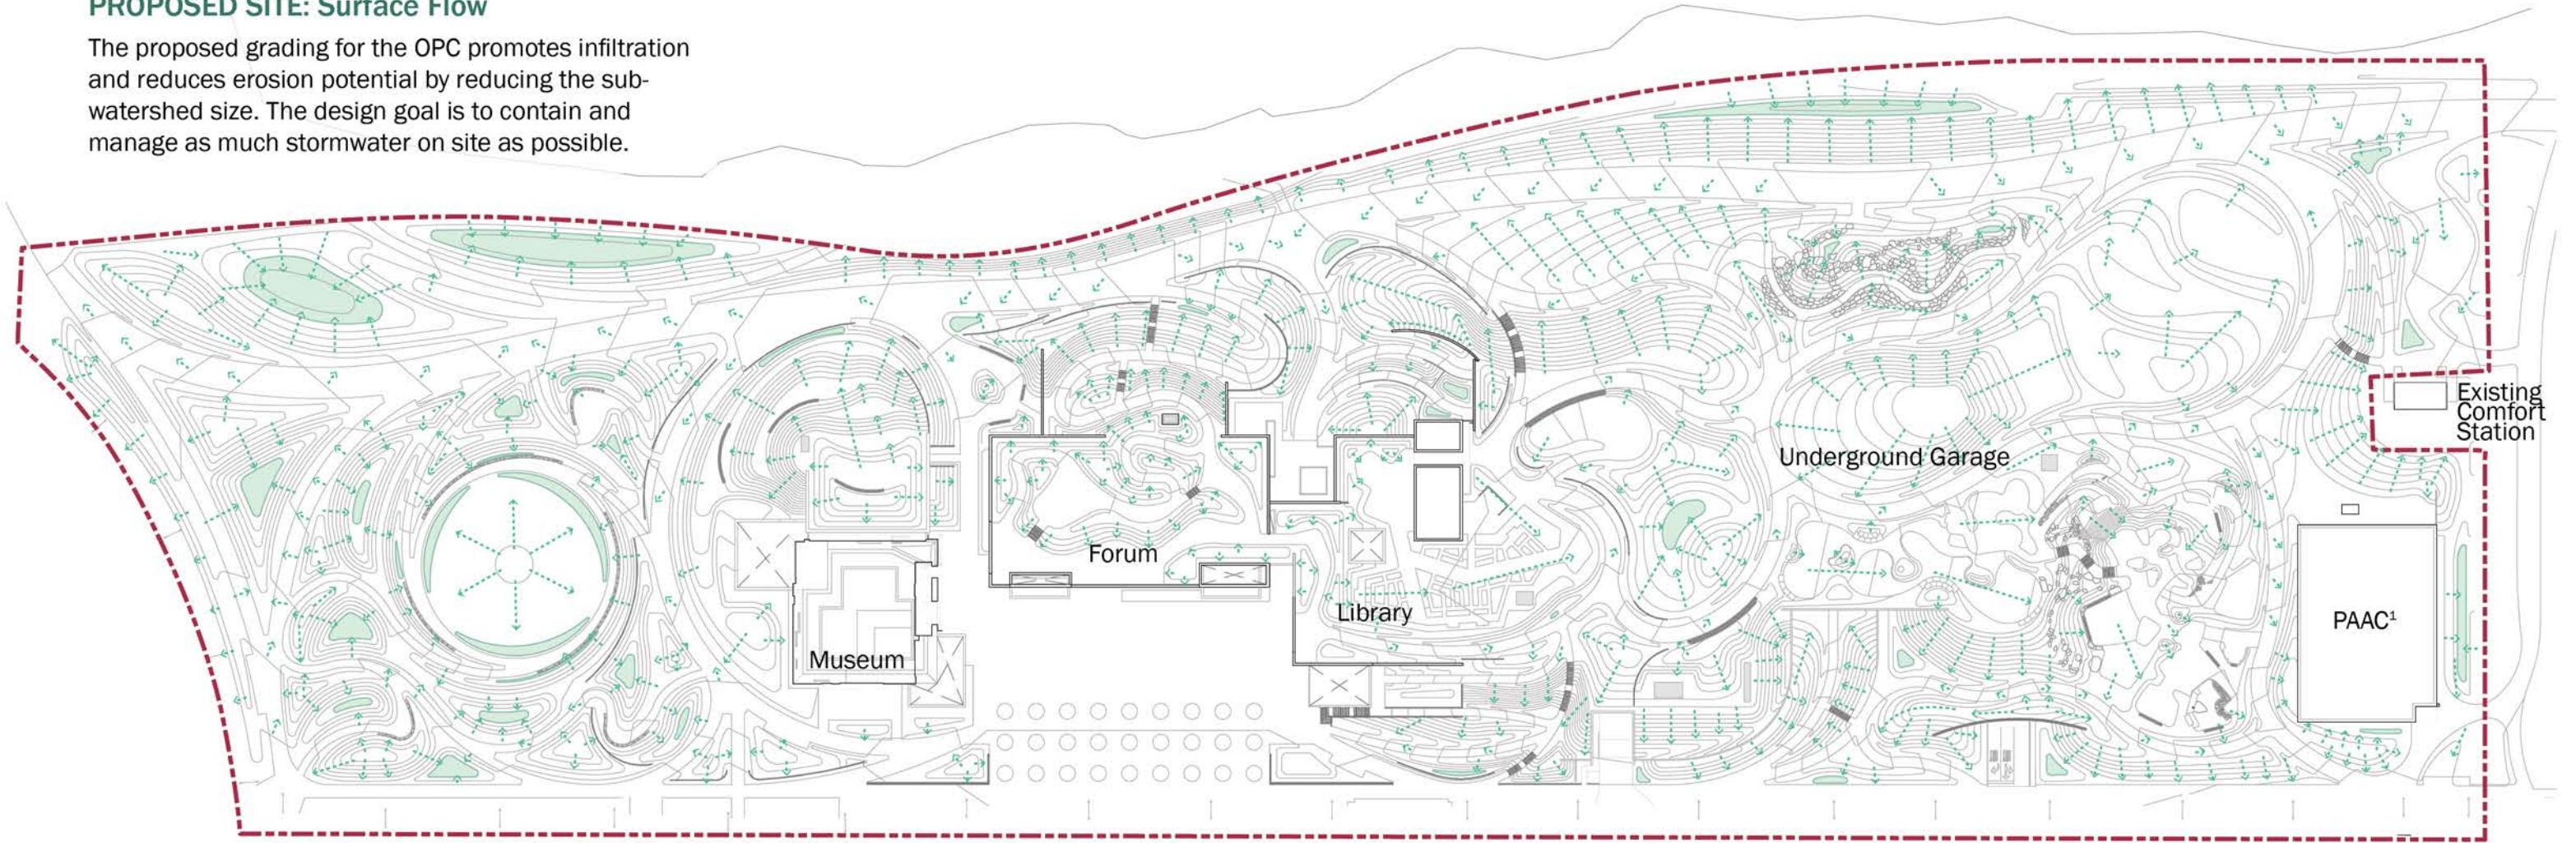 PROPOSED SITE: Surface Flow
The proposed grading for the OPC promotes infiltration
and reduces erosion potential by reducing the sub-
watershed size. The design goal is to contain and
manage as much stormwater on site as possible.
Existing
Comfort
Station
Underground Garage
Forum
Library
PAAC¹
Museum